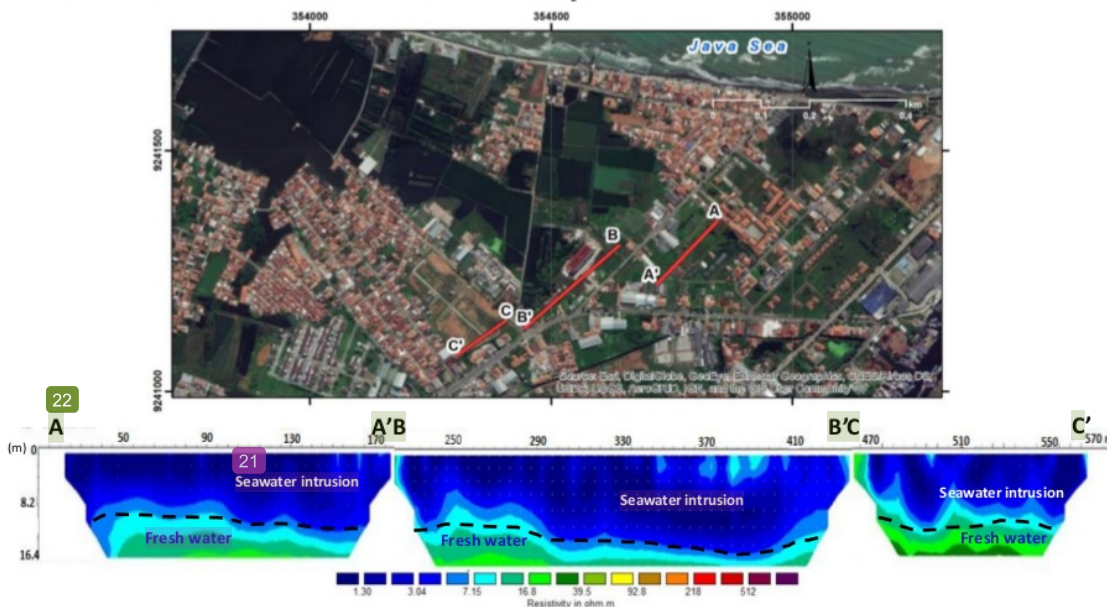 354000 354500 355000
Java Sea
0 0.1 0.2 0.4 km
9241500
9241000
A
B
A'
C B'
C'
22
A A'B B'C C'
(m) 50 90 130 170 250 290 330 370 410 470 510 550 570 m
0
21
Seawater intrusion
Seawater intrusion
Seawater intrusion
8.2
Fresh water
Fresh water
Fresh water
16.4
1.30 3.04 7.15 16.8 39.5 92.8 218 512
Resistivity in ohm.m